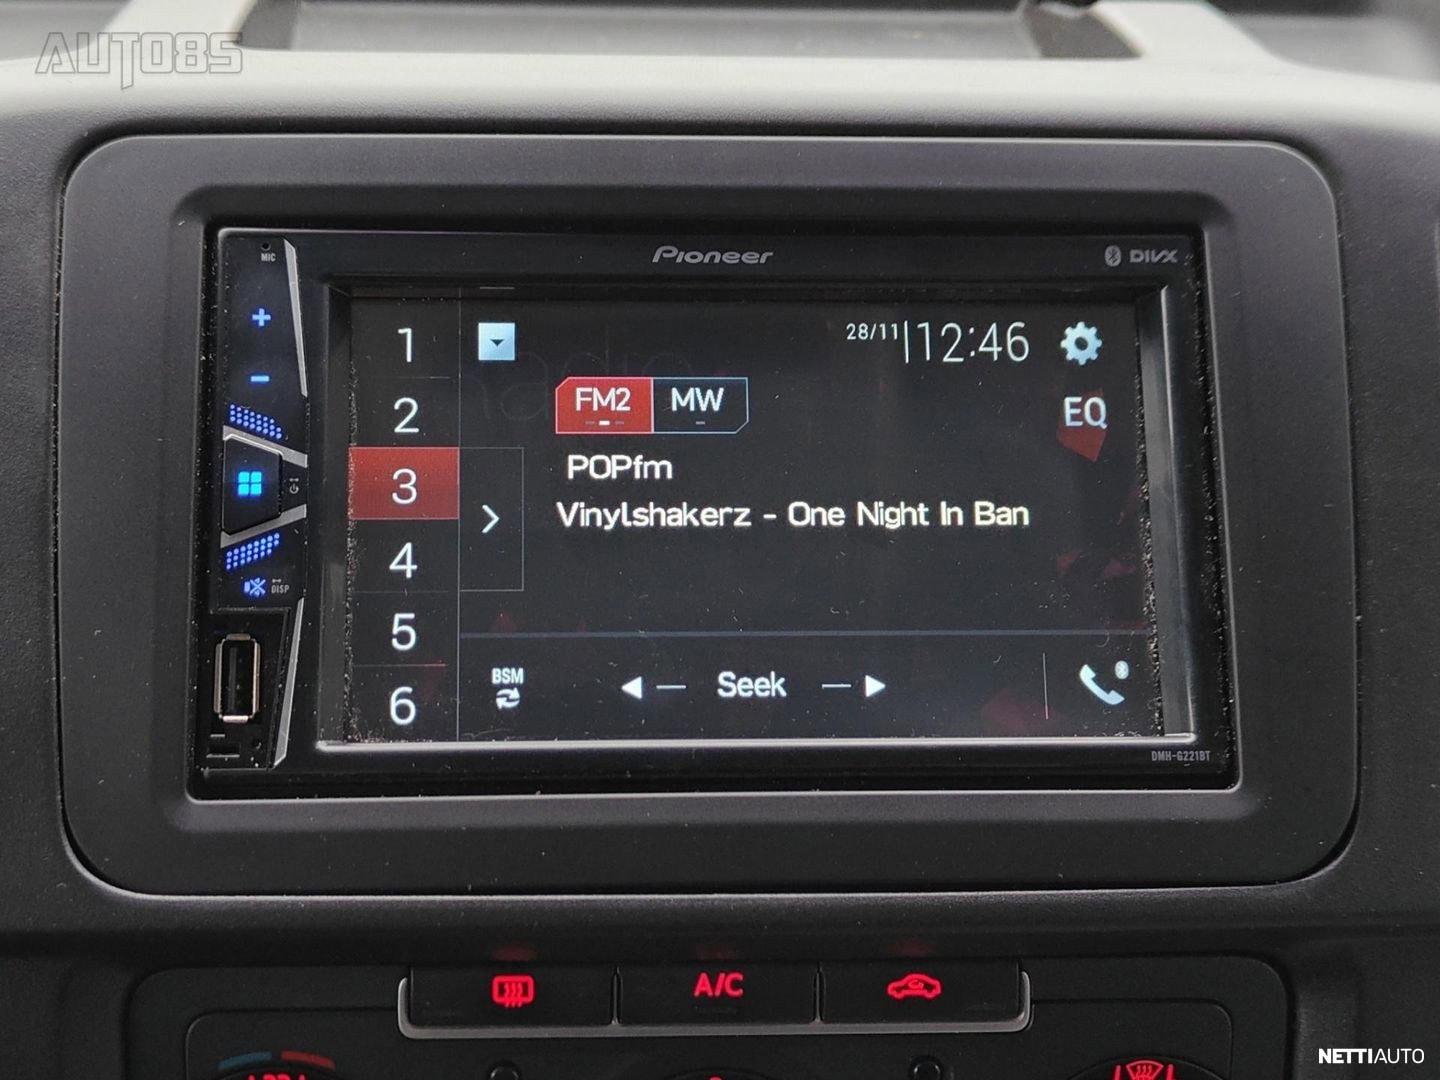 AUTO85
Pioneer
DIVX
MIC
+
-
1
2
3
4
5
6
28/11 12:46
FM2 MW
EQ
POPfm
Vinylshakerz - One Night In Ban
DISP
BSM
Seek
DMH-G221BT
A/C
NETTIAUTO